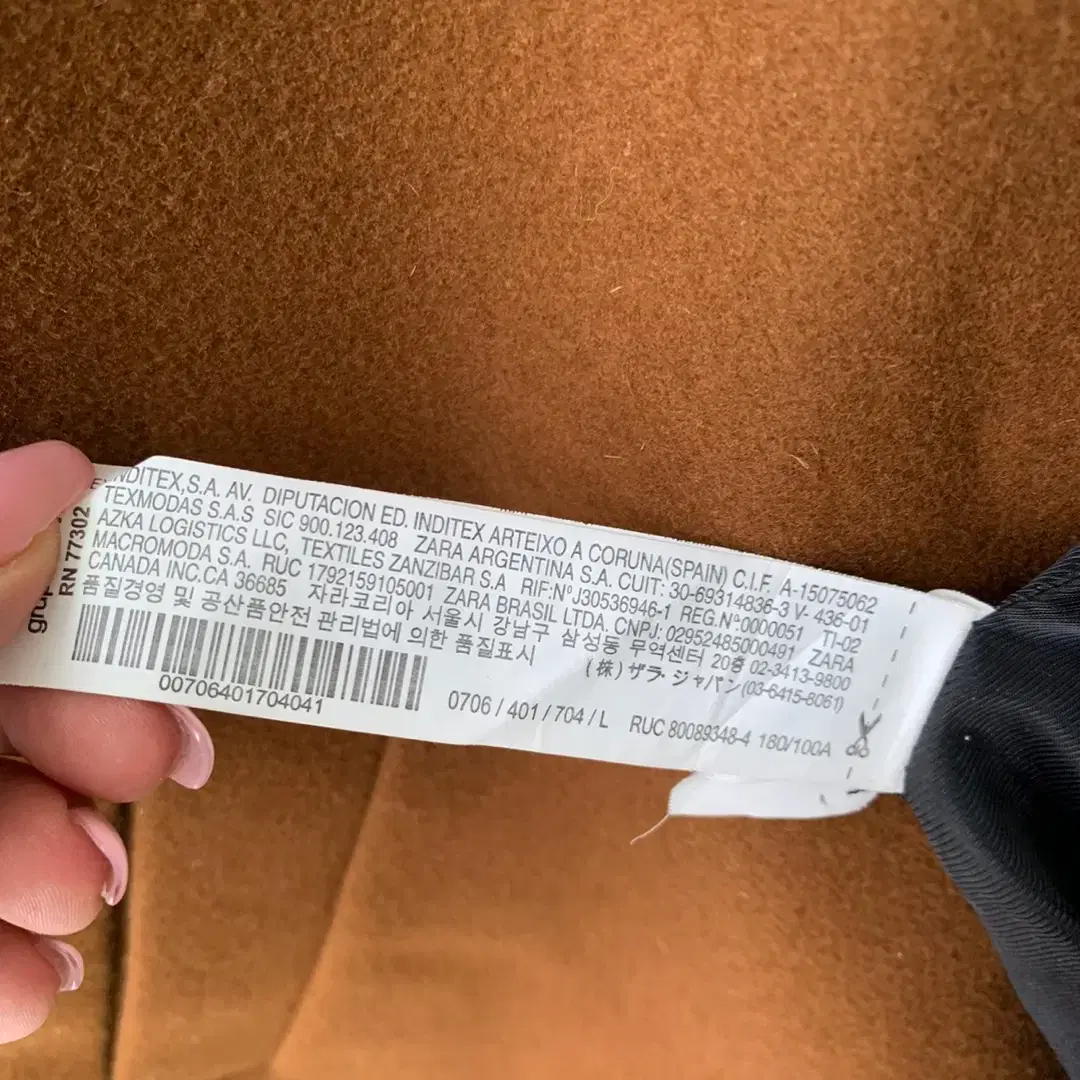 INDITEX,S.A. AV. DIPUTACION ED. INDITEX ARTEIXO A CORUNA(SPAIN) C.I.F. A-15075062
TEXMODAS S.A.S SIC 900.123.408 ZARA ARGENTINA S.A. CUIT: 30-69314836-3 V- 436-01
AZKA LOGISTICS LLC, TEXTILES ZANZIBAR S.A RIF:NºJ30536946-1 REG.Nº0000051 TI-02
MACROMODA S.A. RUC 1792159105001 ZARA BRASIL LTDA. CNPJ: 02952485000491 ZARA
CANADA INC.CA 36685 자라코리아 서울시 강남구 삼성동 무역센터 20층 02-3413-9800
품질경영 및 공산품안전 관리법에 의한 품질표시 (株) ザラ・ジャパン(03-6415-8061)
00706401704041
0706 / 401 / 704 / L RUC 80089348-4 180/100A
RN 77302